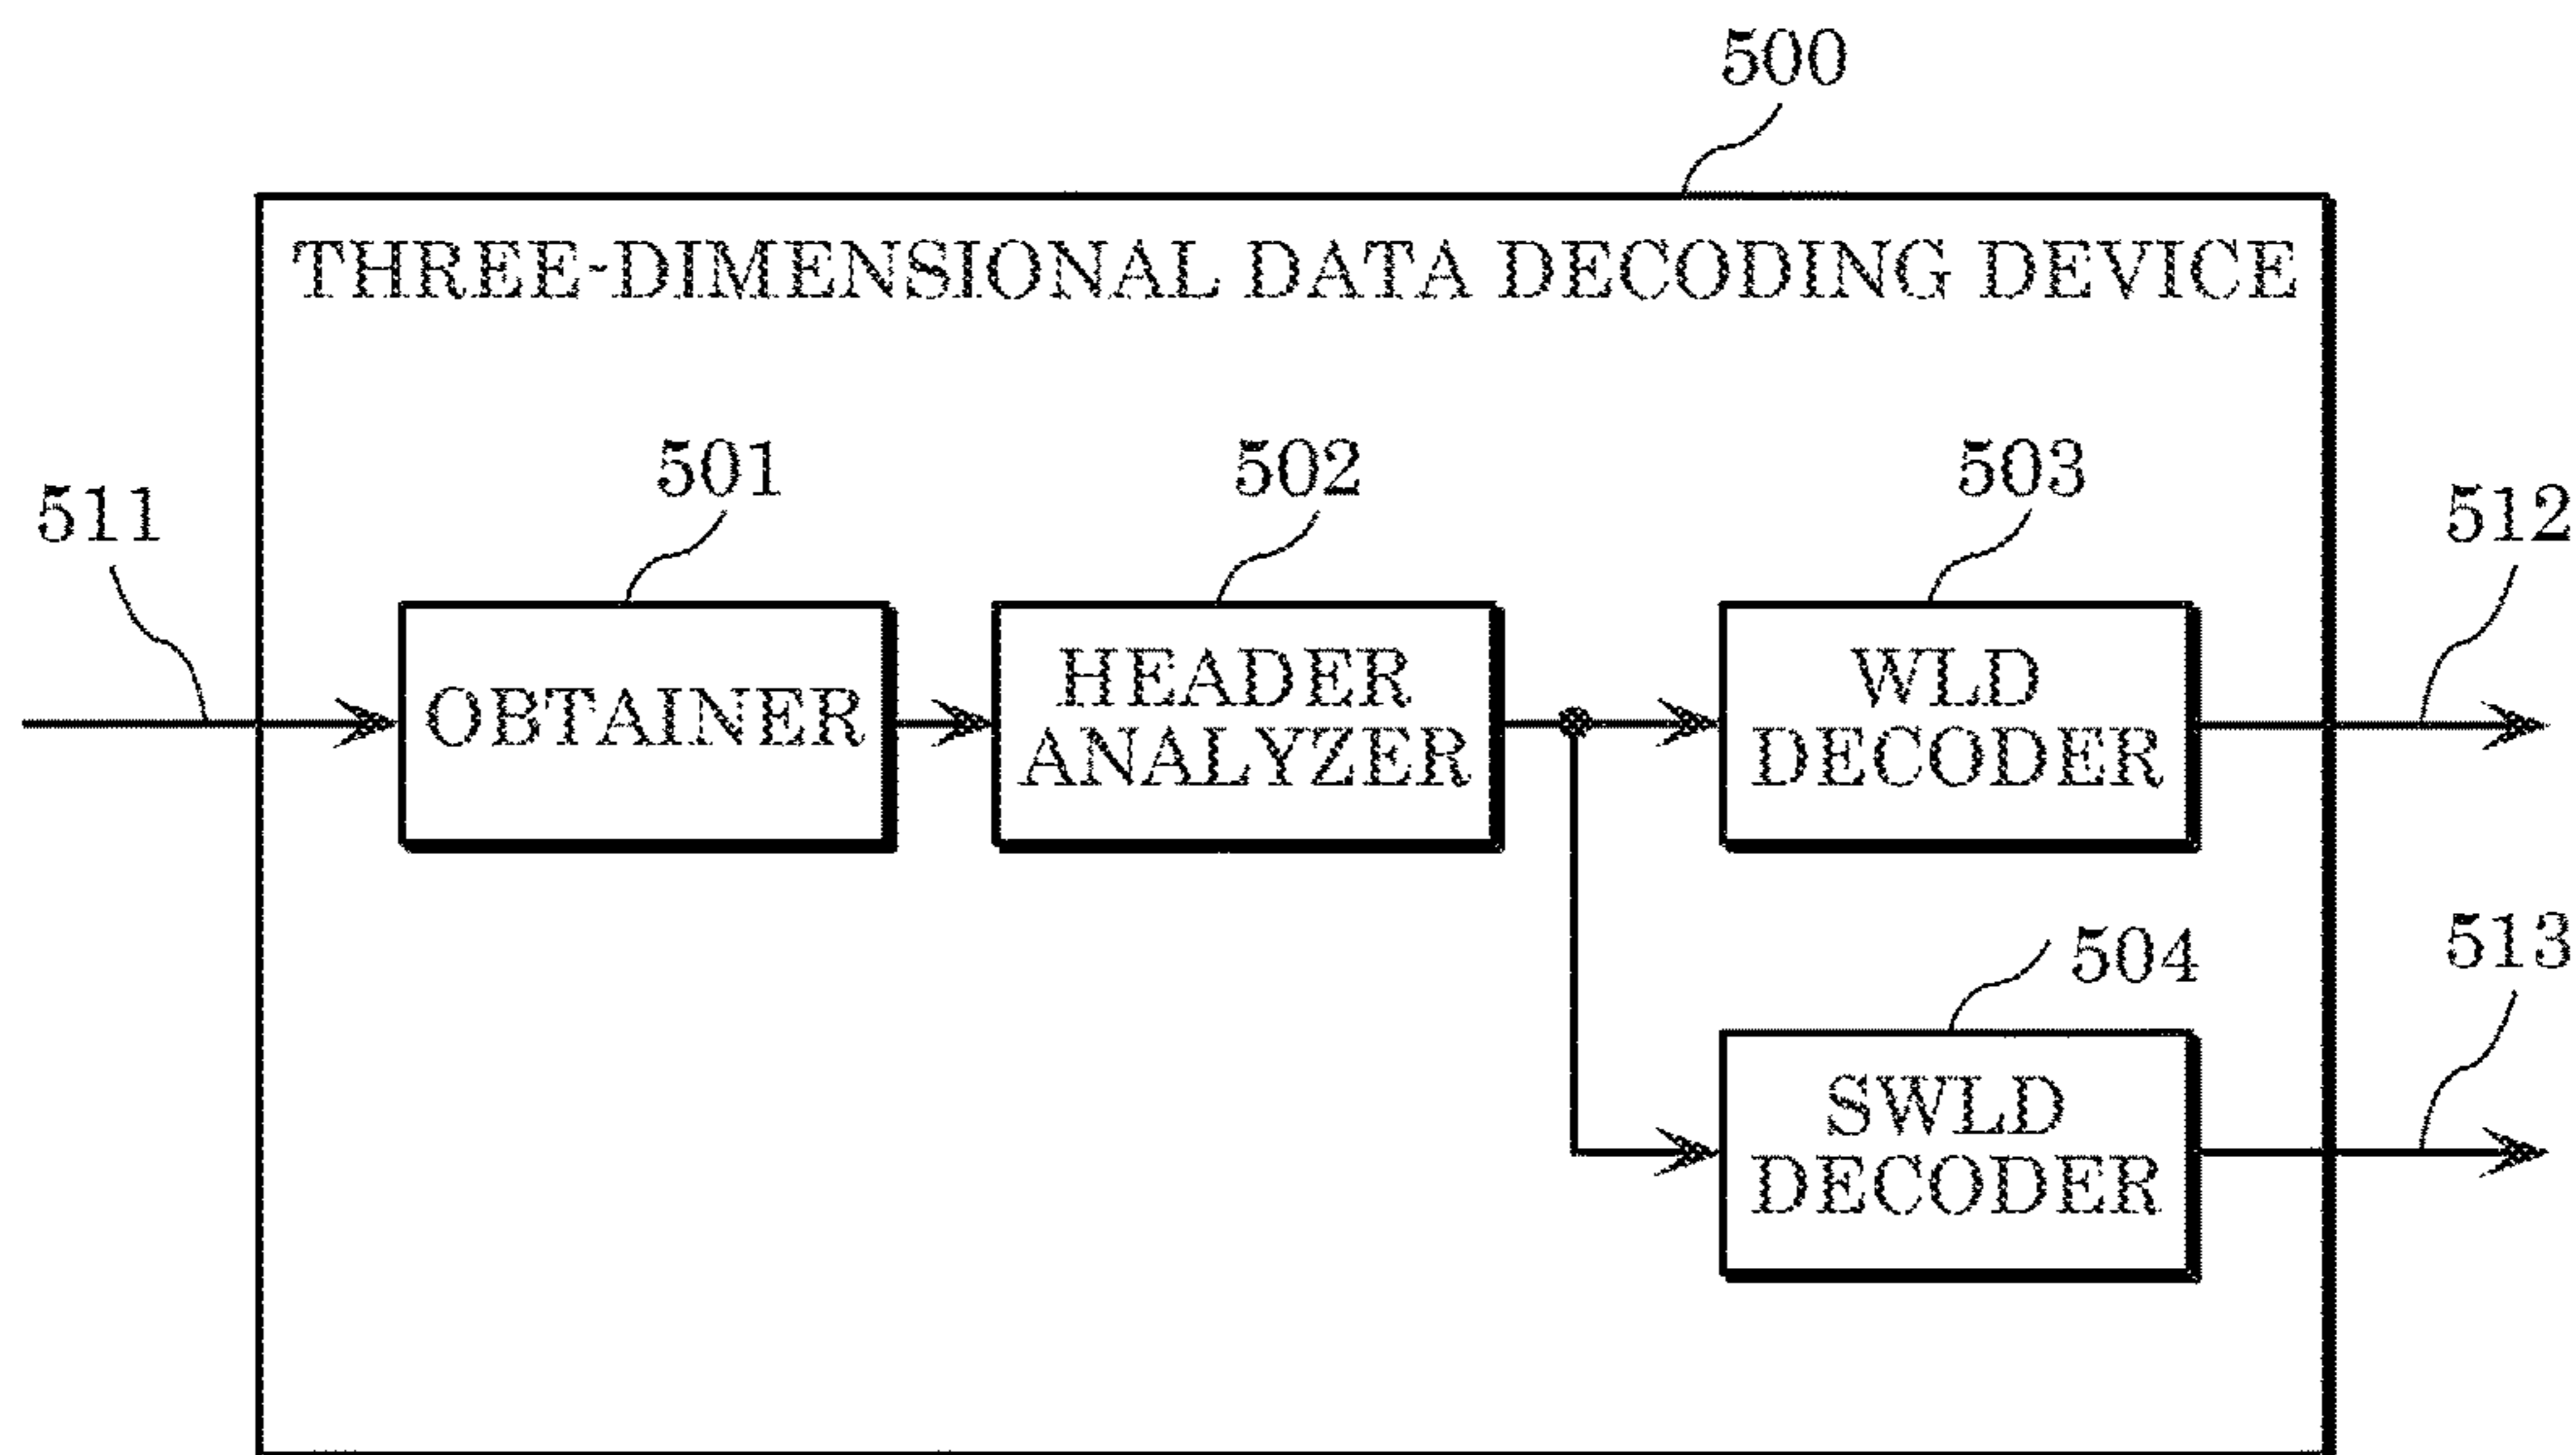 500
THREE-DIMENSIONAL DATA DECODING DEVICE
501
502
503
511
512
OBTAINER
HEADER
ANALYZER
WLD
DECODER
504
513
SWLD
DECODER